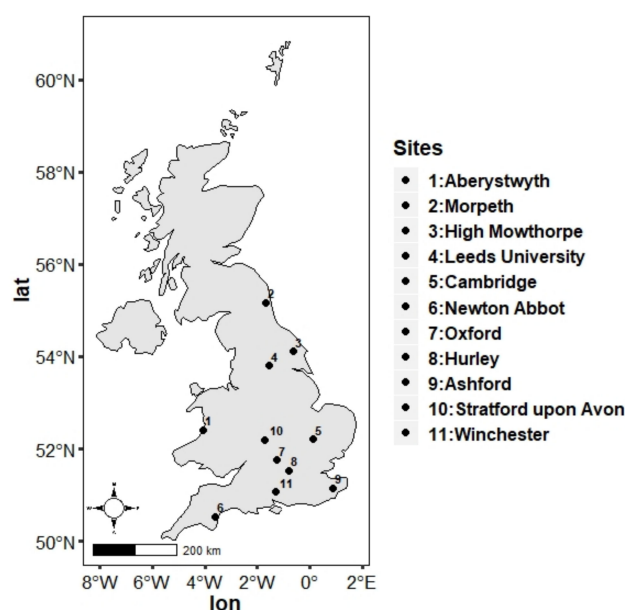 60°N
58°N
56°N
54°N
52°N
50°N
lat
8°W 6°W 4°W 2°W 0° 2°E
lon
2
3
4
1
10
5
7
8
11
9
6
200 km
Sites
1:Aberystwyth
2:Morpeth
3:High Mowthorpe
4:Leeds University
5:Cambridge
6:Newton Abbot
7:Oxford
8:Hurley
9:Ashford
10:Stratford upon Avon
11:Winchester